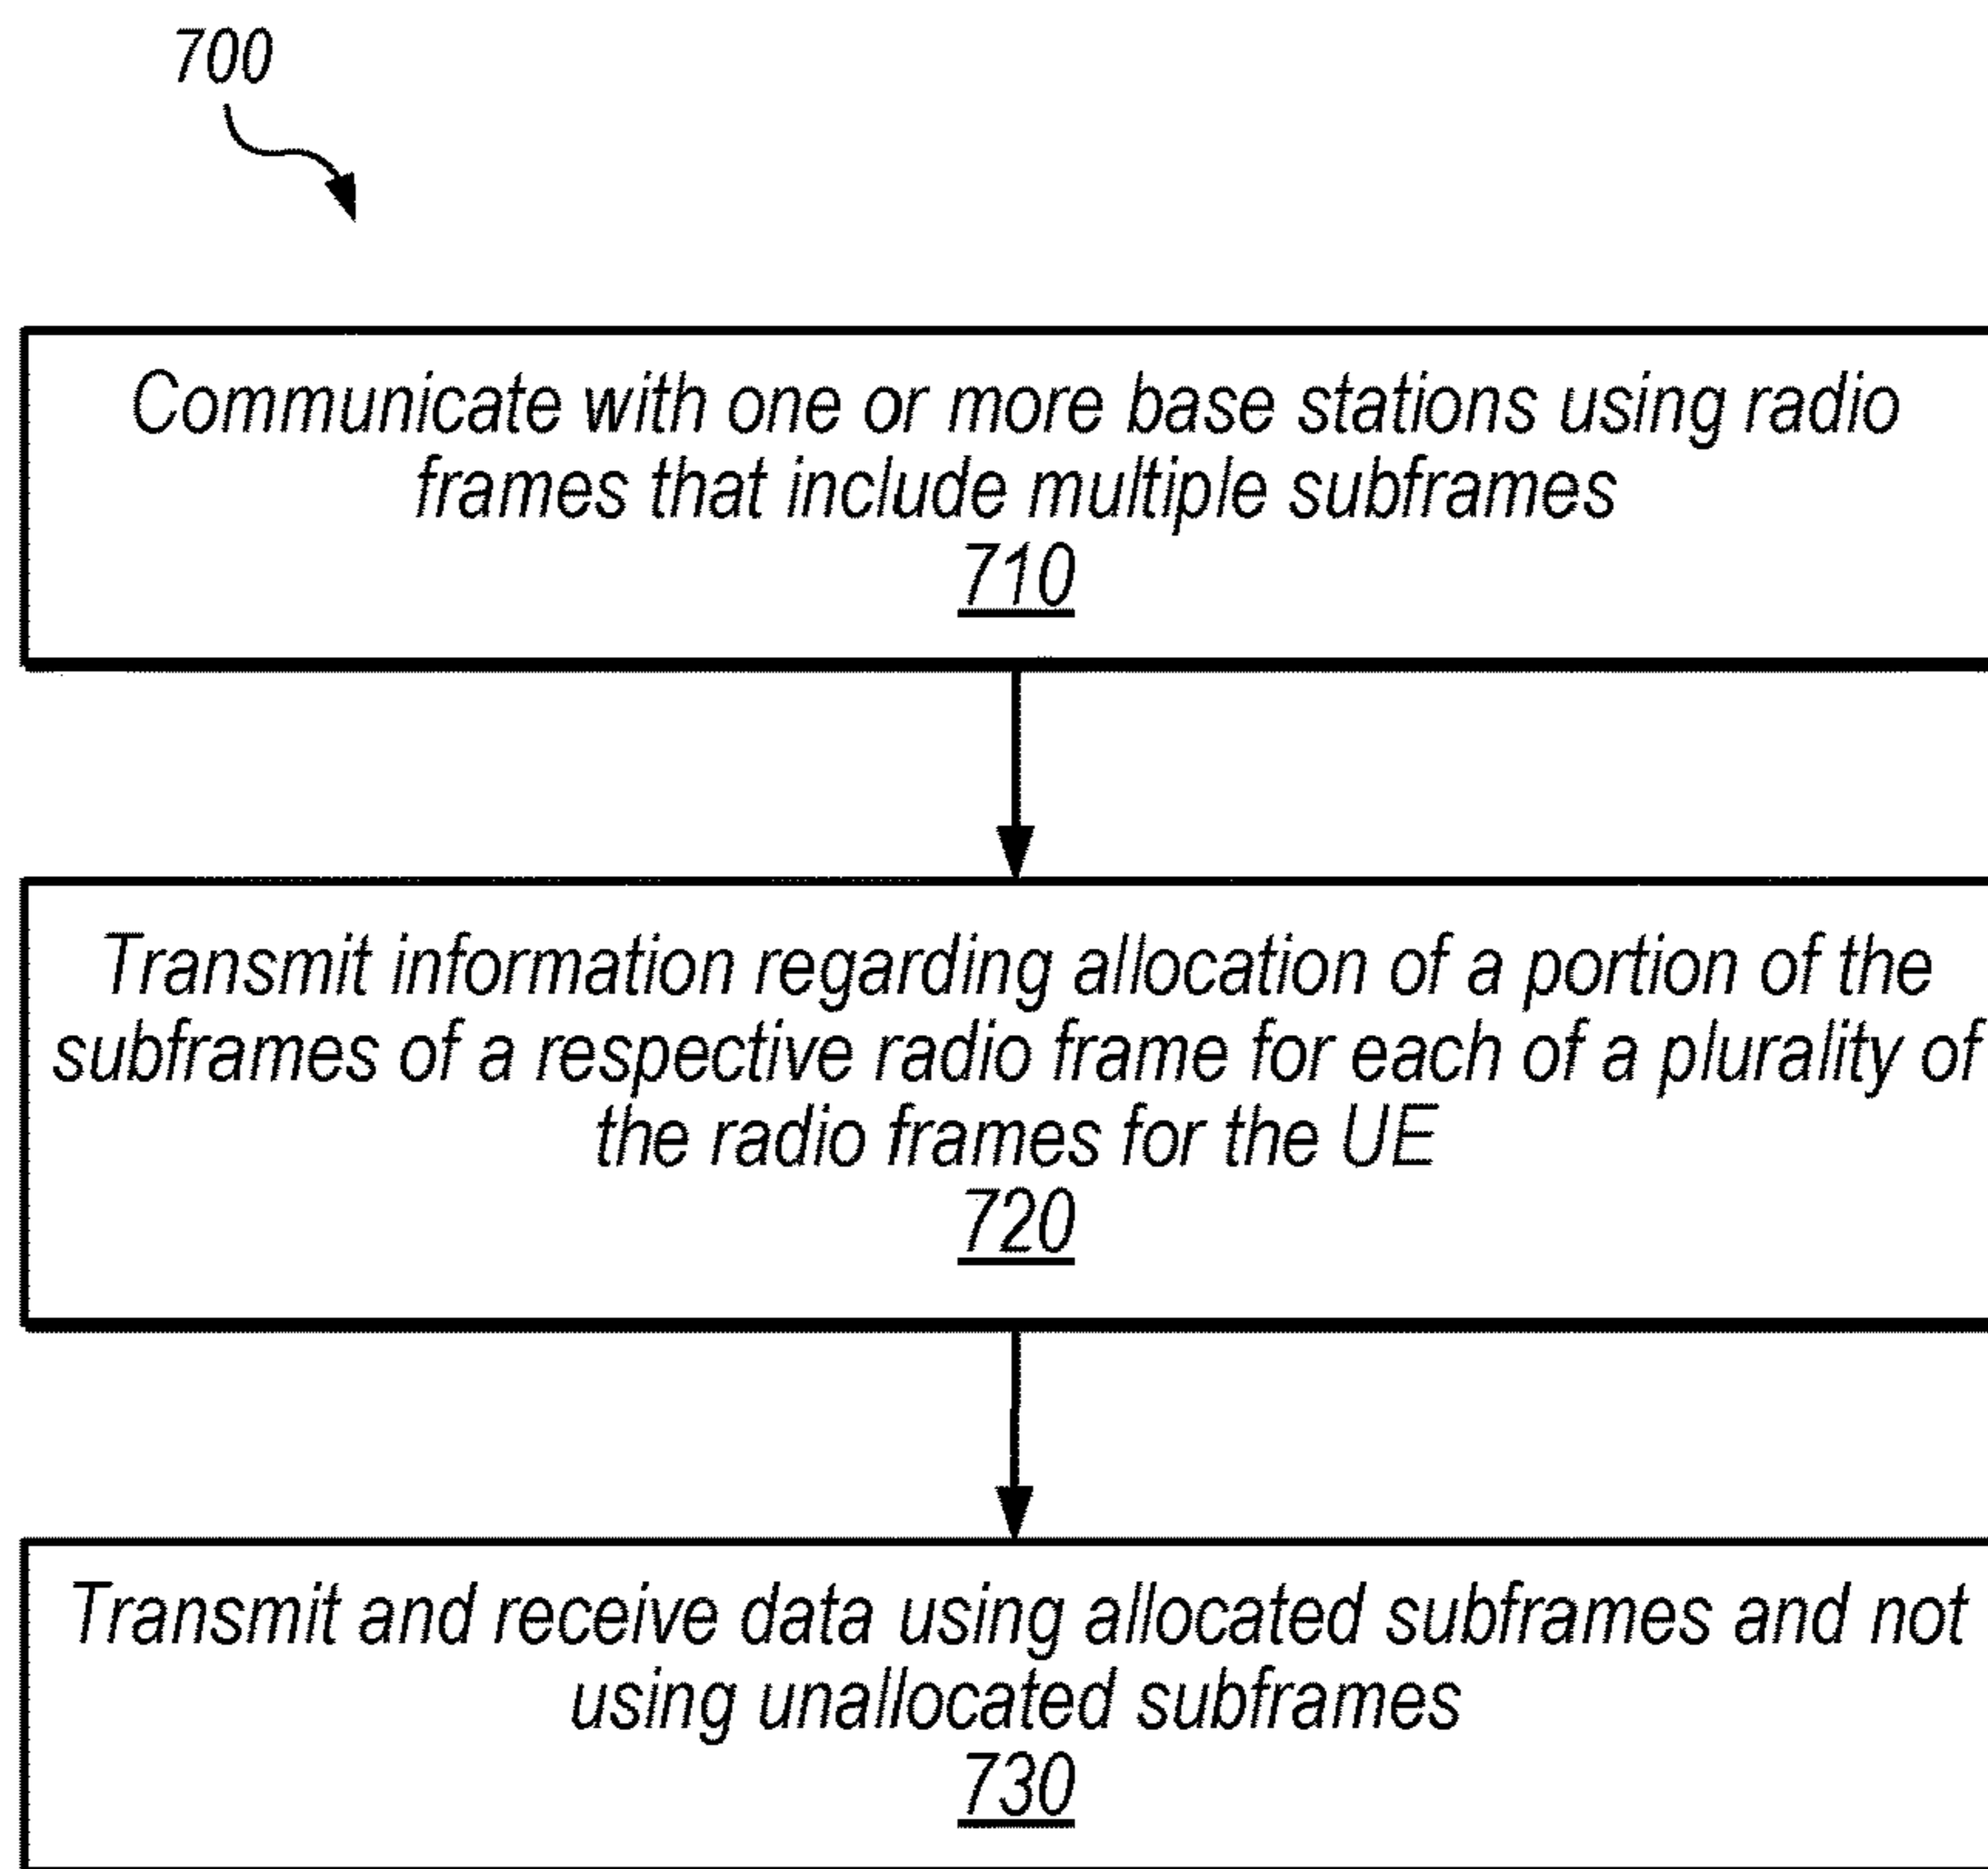 700
Communicate with one or more base stations using radio
frames that include multiple subframes
710
Transmit information regarding allocation of a portion of the
subframes of a respective radio frame for each of a plurality of
the radio frames for the UE
720
Transmit and receive data using allocated subframes and not
using unallocated subframes
730